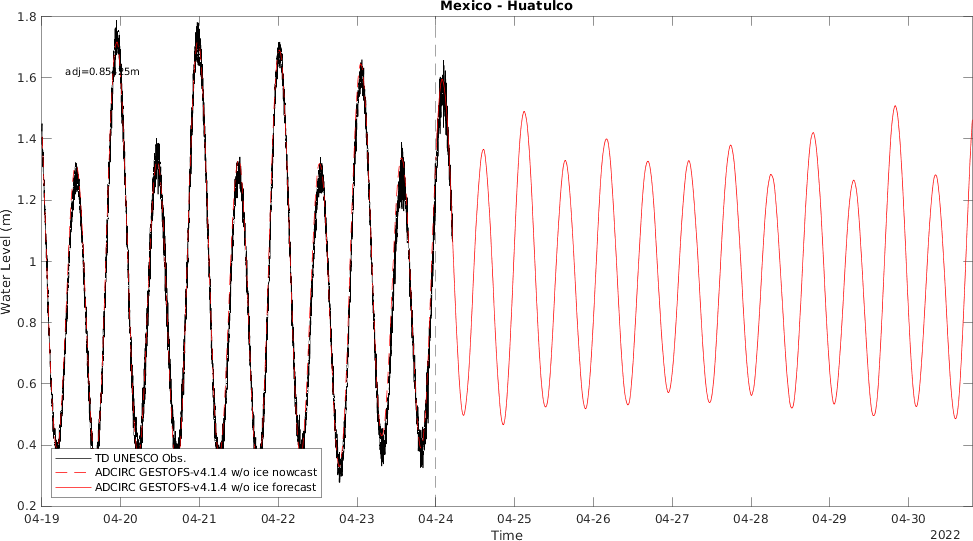 Mexico - Huatulco
1.8
1.6
1.4
1.2
1
0.8
0.6
0.4
0.2
Water Level (m)
TD UNESCO Obs.
ADCIRC GESTOFS-v4.1.4 w/o ice nowcast
ADCIRC GESTOFS-v4.1.4 w/o ice forecast
04-19 04-20 04-21 04-22 04-23 04-24 04-25 04-26 04-27 04-28 04-29 04-30
Time
2022